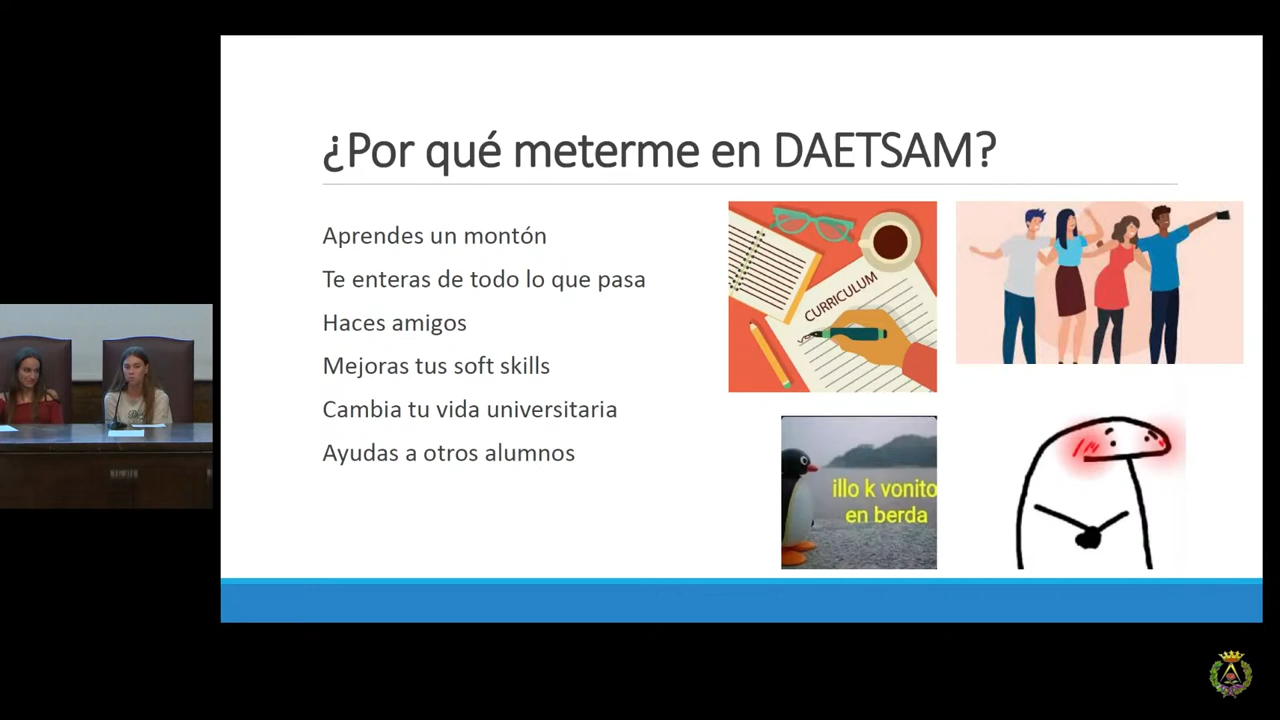 ¿Por qué meterme en DAETSAM?
Aprendes un montón
Te enteras de todo lo que pasa
Haces amigos
Mejoras tus soft skills
Cambia tu vida universitaria
Ayudas a otros alumnos
CURRICULUM
illo k vonito
en berda